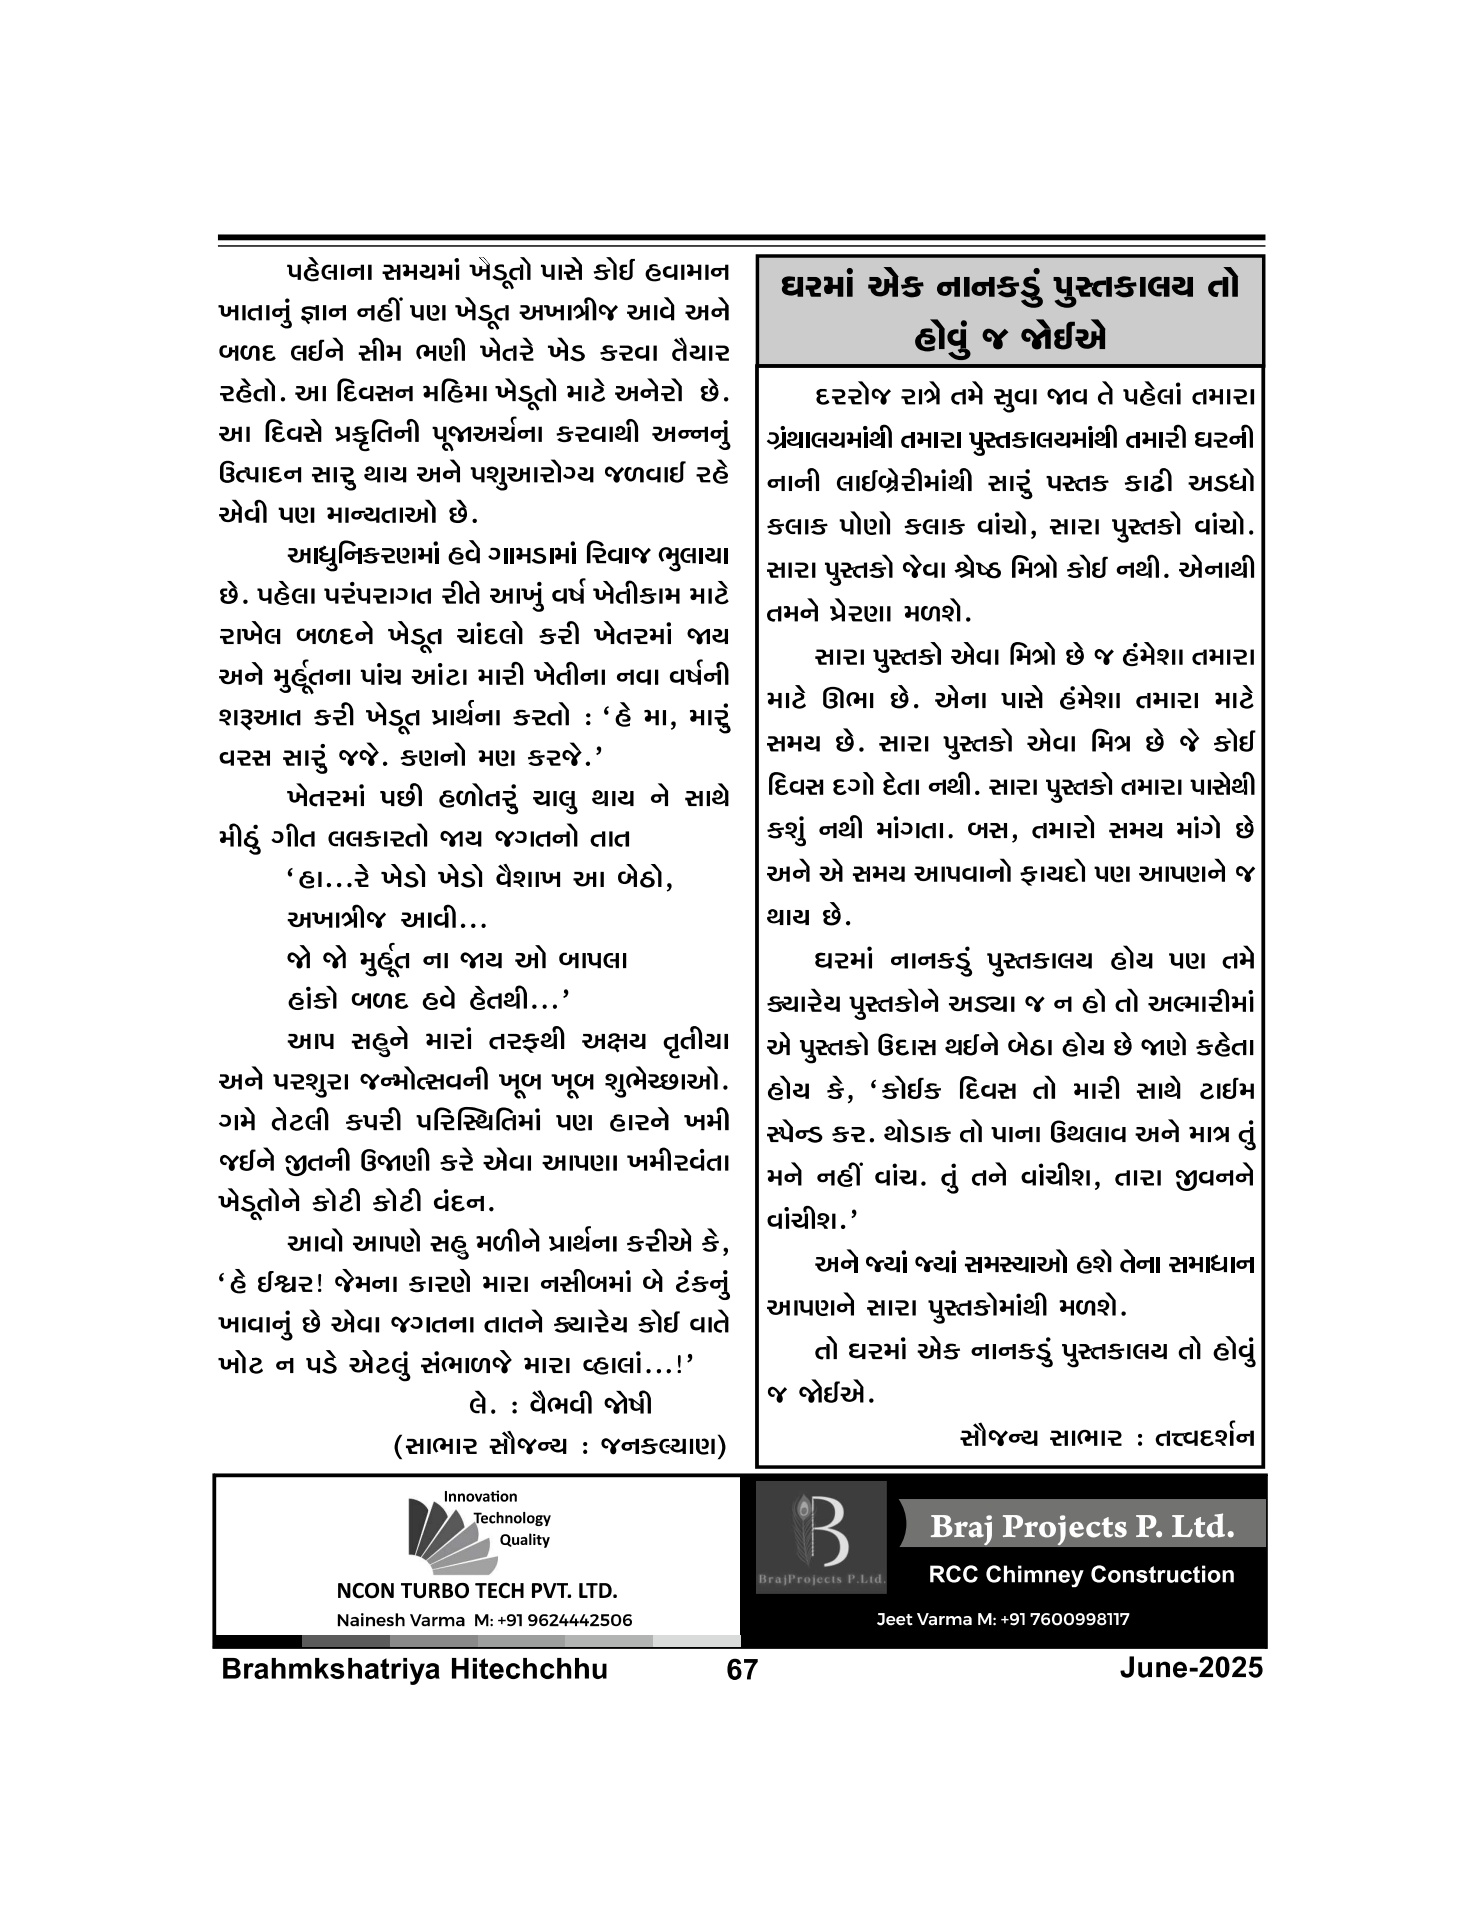 પહેલાના સમયમાં ખેડૂતો પાસે કોઈ હવામાન
ખાતાનું જ્ઞાન નહીં પણ ખેડૂત અખાત્રીજ આવે અને
બળદ લઈને સીમ ભણી ખેતરે ખેડ કરવા તૈયાર
રહેતો. આ દિવસન મહિમા ખેડૂતો માટે અનેરો છે.
આ દિવસે પ્રકૃતિની પૂજાઅર્ચના કરવાથી અન્નનું
ઉત્પાદન સારુ થાય અને પશુઆરોગ્ય જળવાઈ રહે
એવી પણ માન્યતાઓ છે.
આધુનિકરણમાં હવે ગામડામાં રિવાજ ભુલાયા
છે. પહેલા પરંપરાગત રીતે આખું વર્ષ ખેતીકામ માટે
રાખેલ બળદને ખેડૂત ચાંદલો કરી ખેતરમાં જાય
અને મુર્હૂતના પાંચ આંટા મારી ખેતીના નવા વર્ષની
શરૂઆત કરી ખેડૂત પ્રાર્થના કરતો : ‘હે મા, મારું
વરસ સારું જજે. કણનો મણ કરજે.’
ખેતરમાં પછી હળોતરું ચાલુ થાય ને સાથે
મીઠું ગીત લલકારતો જાય જગતનો તાત
‘હા...રે ખેડો ખેડો વૈશાખ આ બેઠો,
અખાત્રીજ આવી...
જો જો મુર્હૂત ના જાય ઓ બાપલા
હાંકો બળદ હવે હેતથી...’
આપ સહુને મારાં તરફથી અક્ષય તૃતીયા
અને પરશુરા જન્મોત્સવની ખૂબ ખૂબ શુભેચ્છાઓ.
ગમે તેટલી કપરી પરિસ્થિતિમાં પણ હારને ખમી
જઈને જીતની ઉજાણી કરે એવા આપણા ખમીરવંતા
ખેડૂતોને કોટી કોટી વંદન.
આવો આપણે સહુ મળીને પ્રાર્થના કરીએ કે,
‘હે ઈશ્વર! જેમના કારણે મારા નસીબમાં બે ટંકનું
ખાવાનું છે એવા જગતના તાતને ક્યારેય કોઈ વાતે
ખોટ ન પડે એટલું સંભાળજે મારા વ્હાલાં...!’
લે. : વૈભવી જોષી
(સાભાર સૌજન્ય : જનકલ્યાણ)
ઘરમાં એક નાનકડું પુસ્તકાલય તો
હોવું જ જોઈએ
દરરોજ રાત્રે તમે સુવા જાવ તે પહેલાં તમારા
ગ્રંથાલયમાંથી તમારા પુસ્તકાલયમાંથી તમારી ઘરની
નાની લાઈબ્રેરીમાંથી સારું પસ્તક કાઢી અડધો
કલાક પોણો કલાક વાંચો, સારા પુસ્તકો વાંચો.
સારા પુસ્તકો જેવા શ્રેષ્ઠ મિત્રો કોઈ નથી. એનાથી
તમને પ્રેરણા મળશે.
સારા પુસ્તકો એવા મિત્રો છે જ હંમેશા તમારા
માટે ઊભા છે. એના પાસે હંમેશા તમારા માટે
સમય છે. સારા પુસ્તકો એવા મિત્ર છે જે કોઈ
દિવસ દગો દેતા નથી. સારા પુસ્તકો તમારા પાસેથી
કશું નથી માંગતા. બસ, તમારો સમય માંગે છે
અને એ સમય આપવાનો ફાયદો પણ આપણને જ
થાય છે.
ઘરમાં નાનકડું પુસ્તકાલય હોય પણ તમે
ક્યારેય પુસ્તકોને અડ્યા જ ન હો તો અલ્મારીમાં
એ પુસ્તકો ઉદાસ થઈને બેઠા હોય છે જાણે કહેતા
હોય કે, ‘કોઈક દિવસ તો મારી સાથે ટાઈમ
સ્પેન્ડ કર. થોડાક તો પાના ઉથલાવ અને માત્ર તું
મને નહીં વાંચ. તું તને વાંચીશ, તારા જીવનને
વાંચીશ.’
અને જ્યાં જ્યાં સમસ્યાઓ હશે તેના સમાધાન
આપણને સારા પુસ્તકોમાંથી મળશે.
તો ઘરમાં એક નાનકડું પુસ્તકાલય તો હોવું
જ જોઈએ.
સૌજન્ય સાભાર : તત્ત્વદર્શન
Innovation
Technology
Quality
NCON TURBO TECH PVT. LTD.
Nainesh Varma M: +91 9624442506
B
BrajProjects P.Ltd.
Braj Projects P. Ltd.
RCC Chimney Construction
Jeet Varma M: +91 7600998117
Brahmkshatriya Hitechchhu 67 June-2025